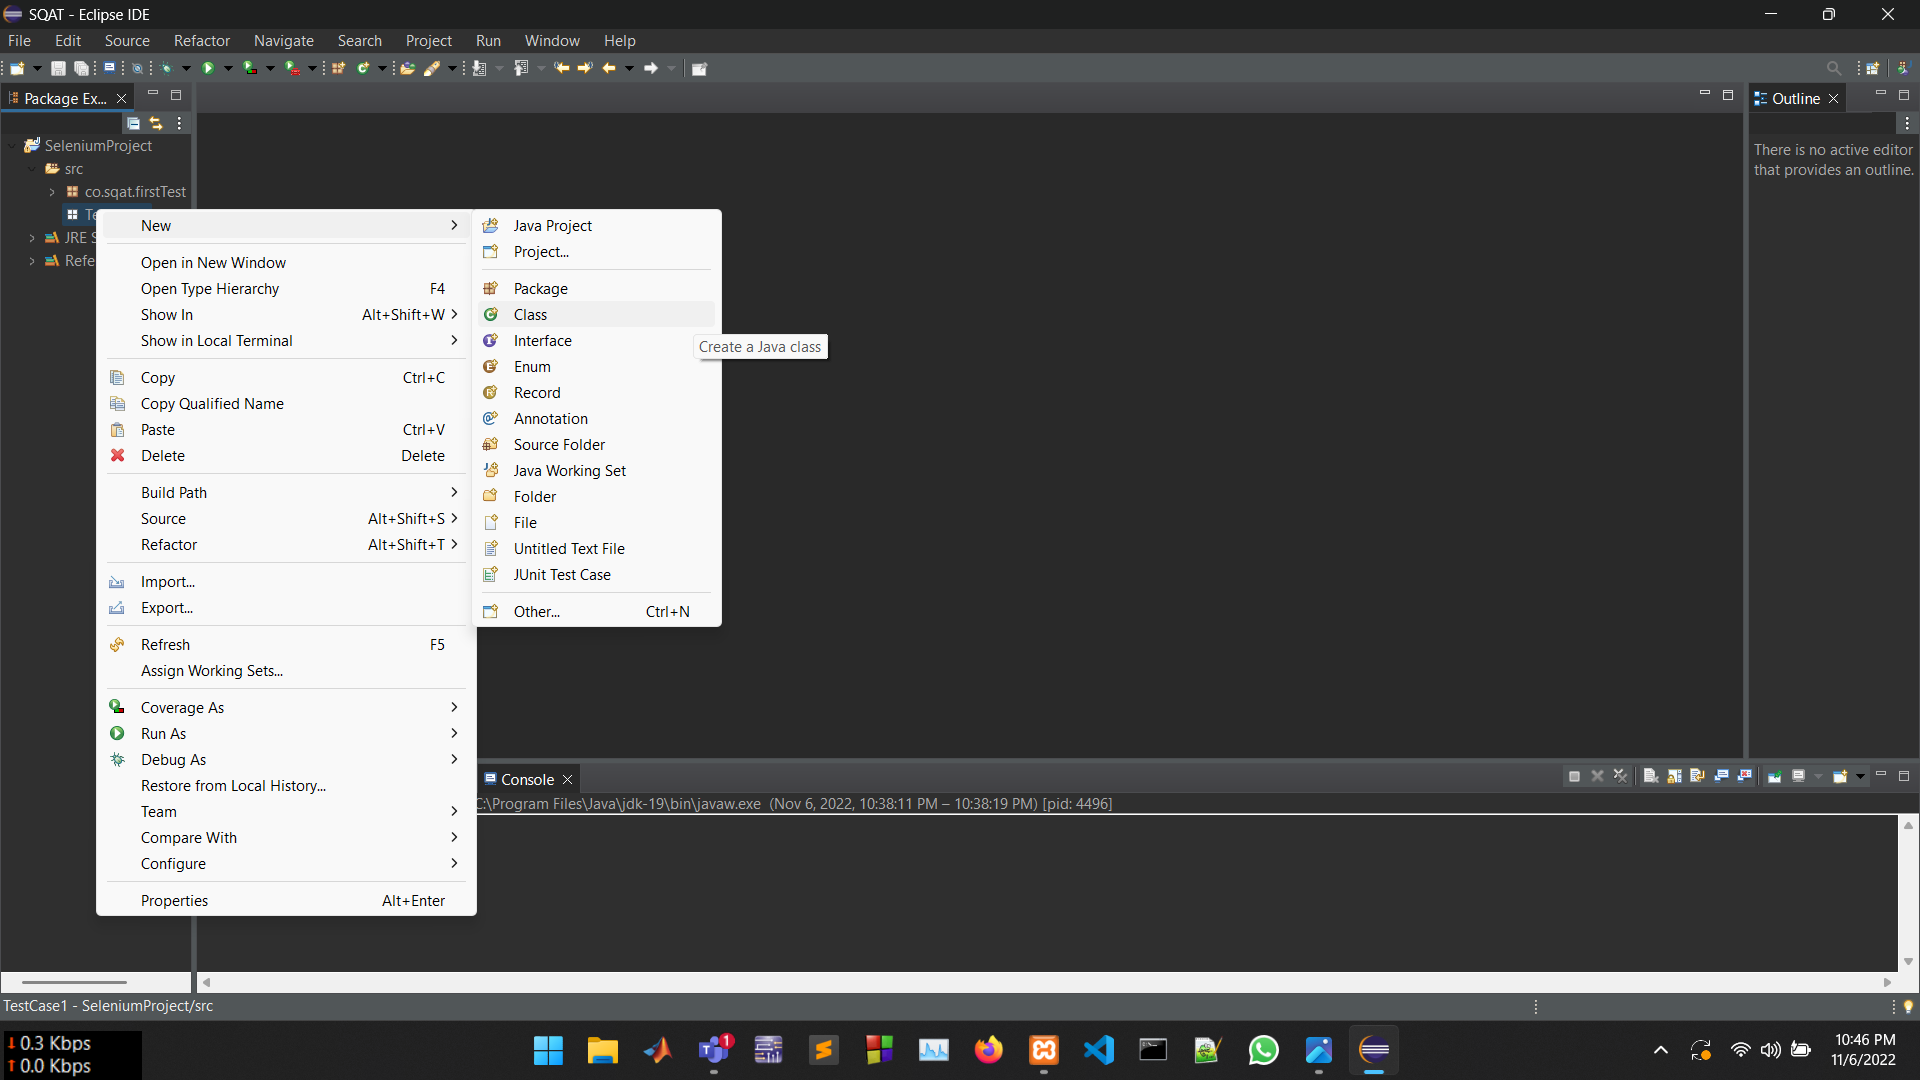 SQAT - Eclipse IDE
File Edit Source Refactor Navigate Search Project Run Window Help
Package Ex...
Outline
SeleniumProject
src
co.sqat.firstTest
Te
JRE S
Refe
There is no active editor
that provides an outline.
New
Open in New Window
Open Type Hierarchy F4
Show In Alt+Shift+W
Show in Local Terminal
Copy Ctrl+C
Copy Qualified Name
Paste Ctrl+V
Delete Delete
Build Path
Source Alt+Shift+S
Refactor Alt+Shift+T
Import...
Export...
Refresh F5
Assign Working Sets...
Coverage As
Run As
Debug As
Restore from Local History...
Team
Compare With
Configure
Properties Alt+Enter
Java Project
Project...
Package
Class
Interface
Enum
Record
Annotation
Source Folder
Java Working Set
Folder
File
Untitled Text File
JUnit Test Case
Other... Ctrl+N
Create a Java class
Console
C:\Program Files\Java\jdk-19\bin\javaw.exe (Nov 6, 2022, 10:38:11 PM – 10:38:19 PM) [pid: 4496]
TestCase1 - SeleniumProject/src
0.3 Kbps
0.0 Kbps
1
10:46 PM
11/6/2022